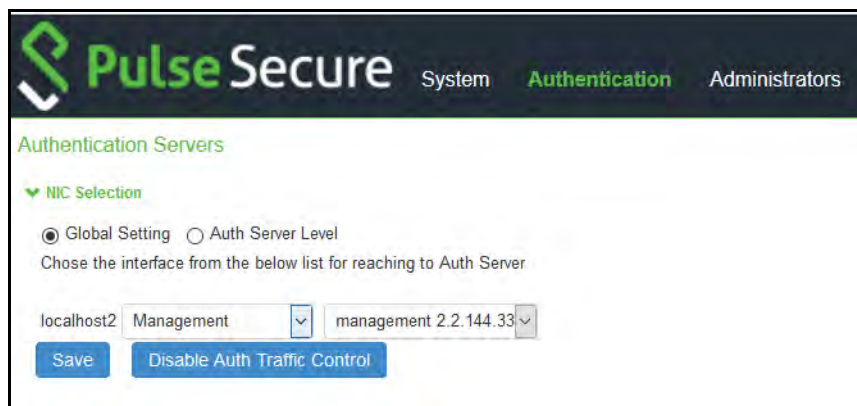 Pulse Secure System Authentication Administrators
Authentication Servers
NIC Selection
Global Setting Auth Server Level
Chose the interface from the below list for reaching to Auth Server
localhost2 Management management 2.2.144.33
Save Disable Auth Traffic Control